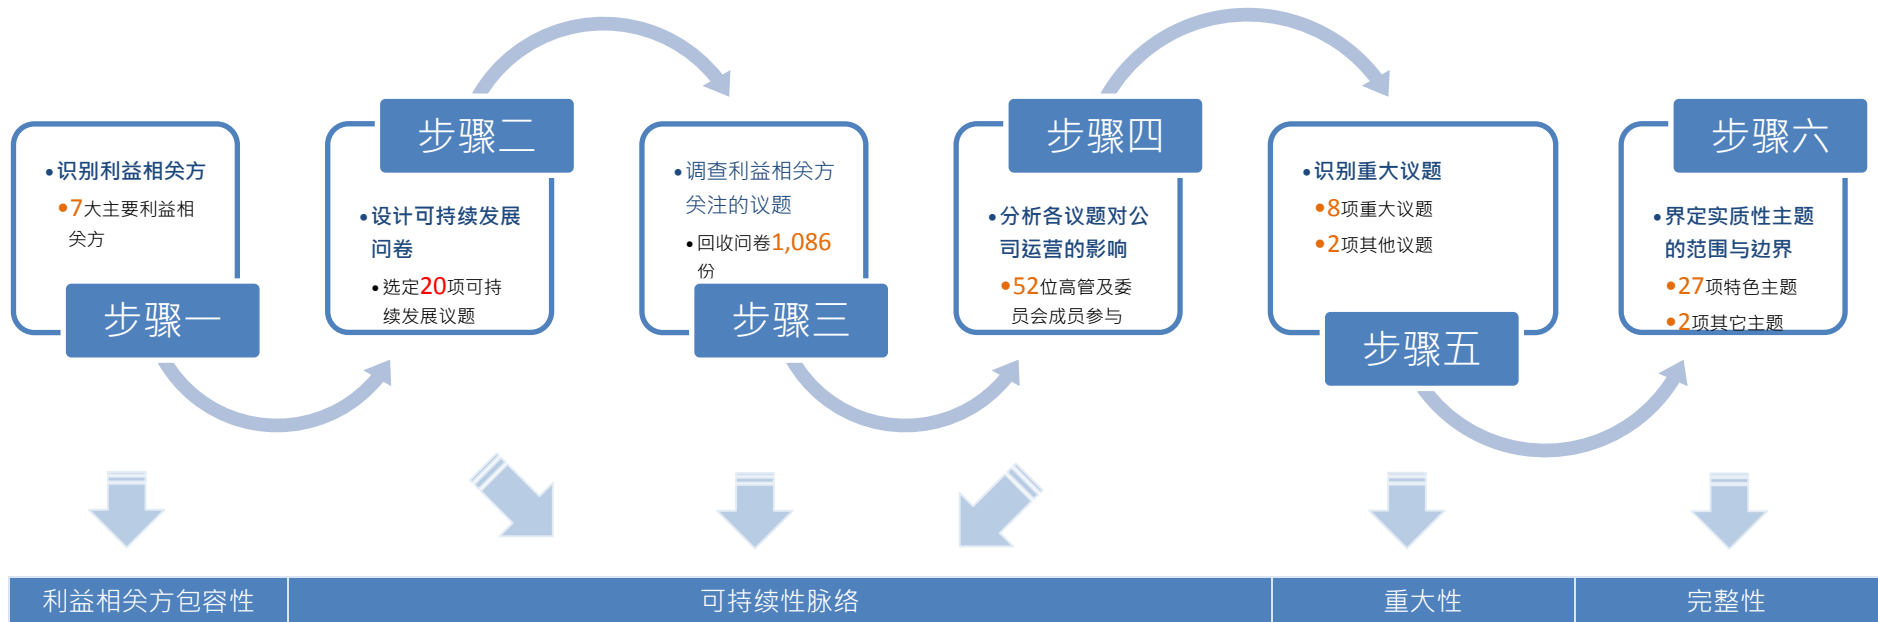 步骤一
•识别利益相关方
•7大主要利益相
关方
步骤二
•设计可持续发展
问卷
•选定20项可持
续发展议题
步骤三
•调查利益相关方
关注的议题
•回收问卷1,086
份
步骤四
•分析各议题对公
司运营的影响
•52位高管及委
员会成员参与
步骤五
•识别重大议题
•8项重大议题
•2项其他议题
步骤六
•界定实质性主题
的范围与边界
•27项特色主题
•2项其它主题
利益相关方包容性
可持续性脉络
重大性
完整性